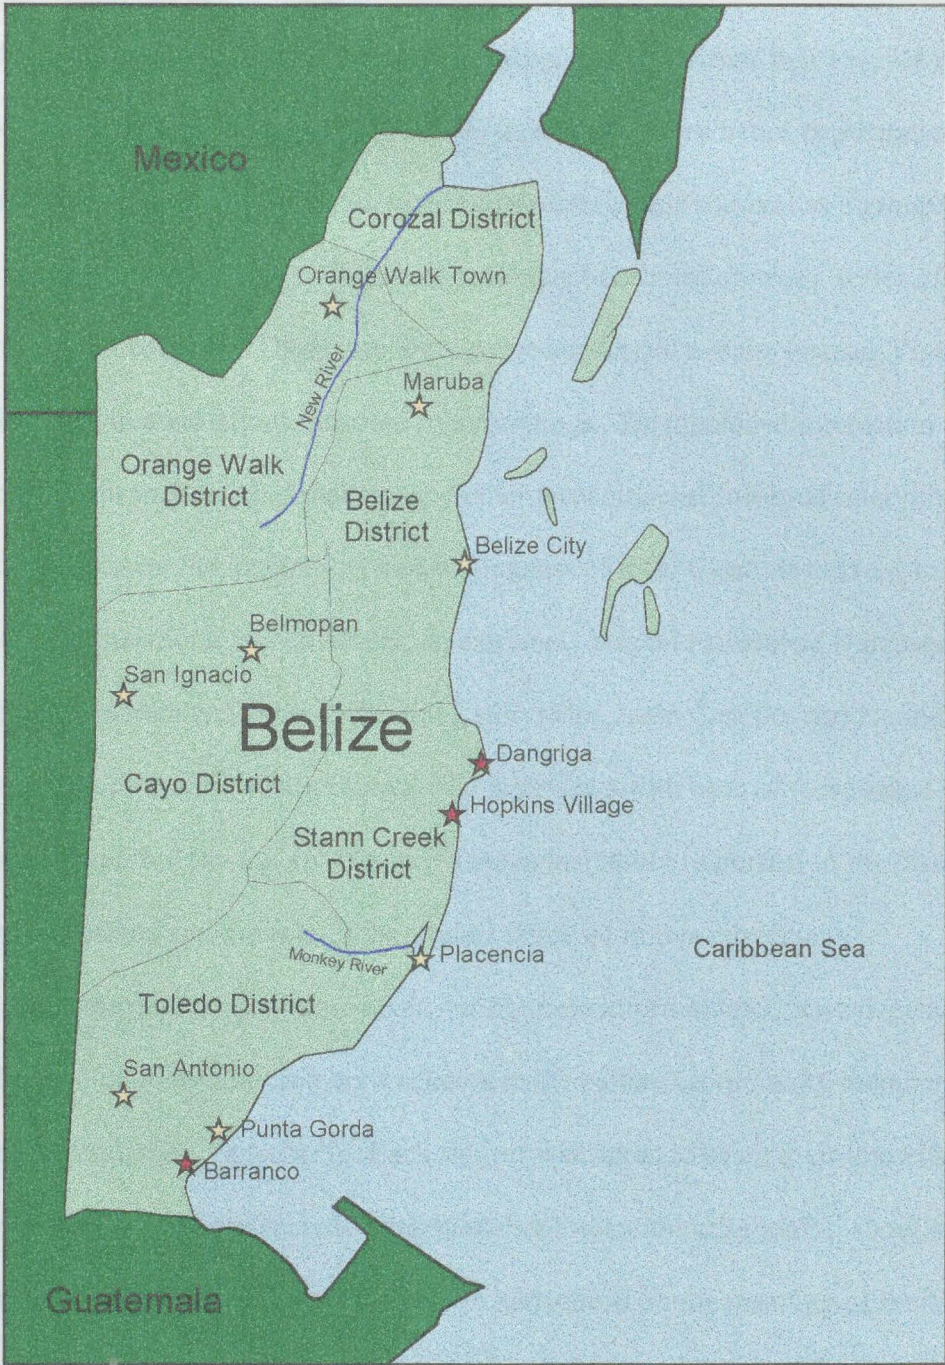 Mexico
Corozal District
Orange Walk Town
New River
Maruba
Orange Walk
District
Belize
District
Belize City
Belmopan
San Ignacio
Belize
Dangriga
Cayo District
Hopkins Village
Stann Creek
District
Monkey River
Placencia
Caribbean Sea
Toledo District
San Antonio
Punta Gorda
Barranco
Guatemala